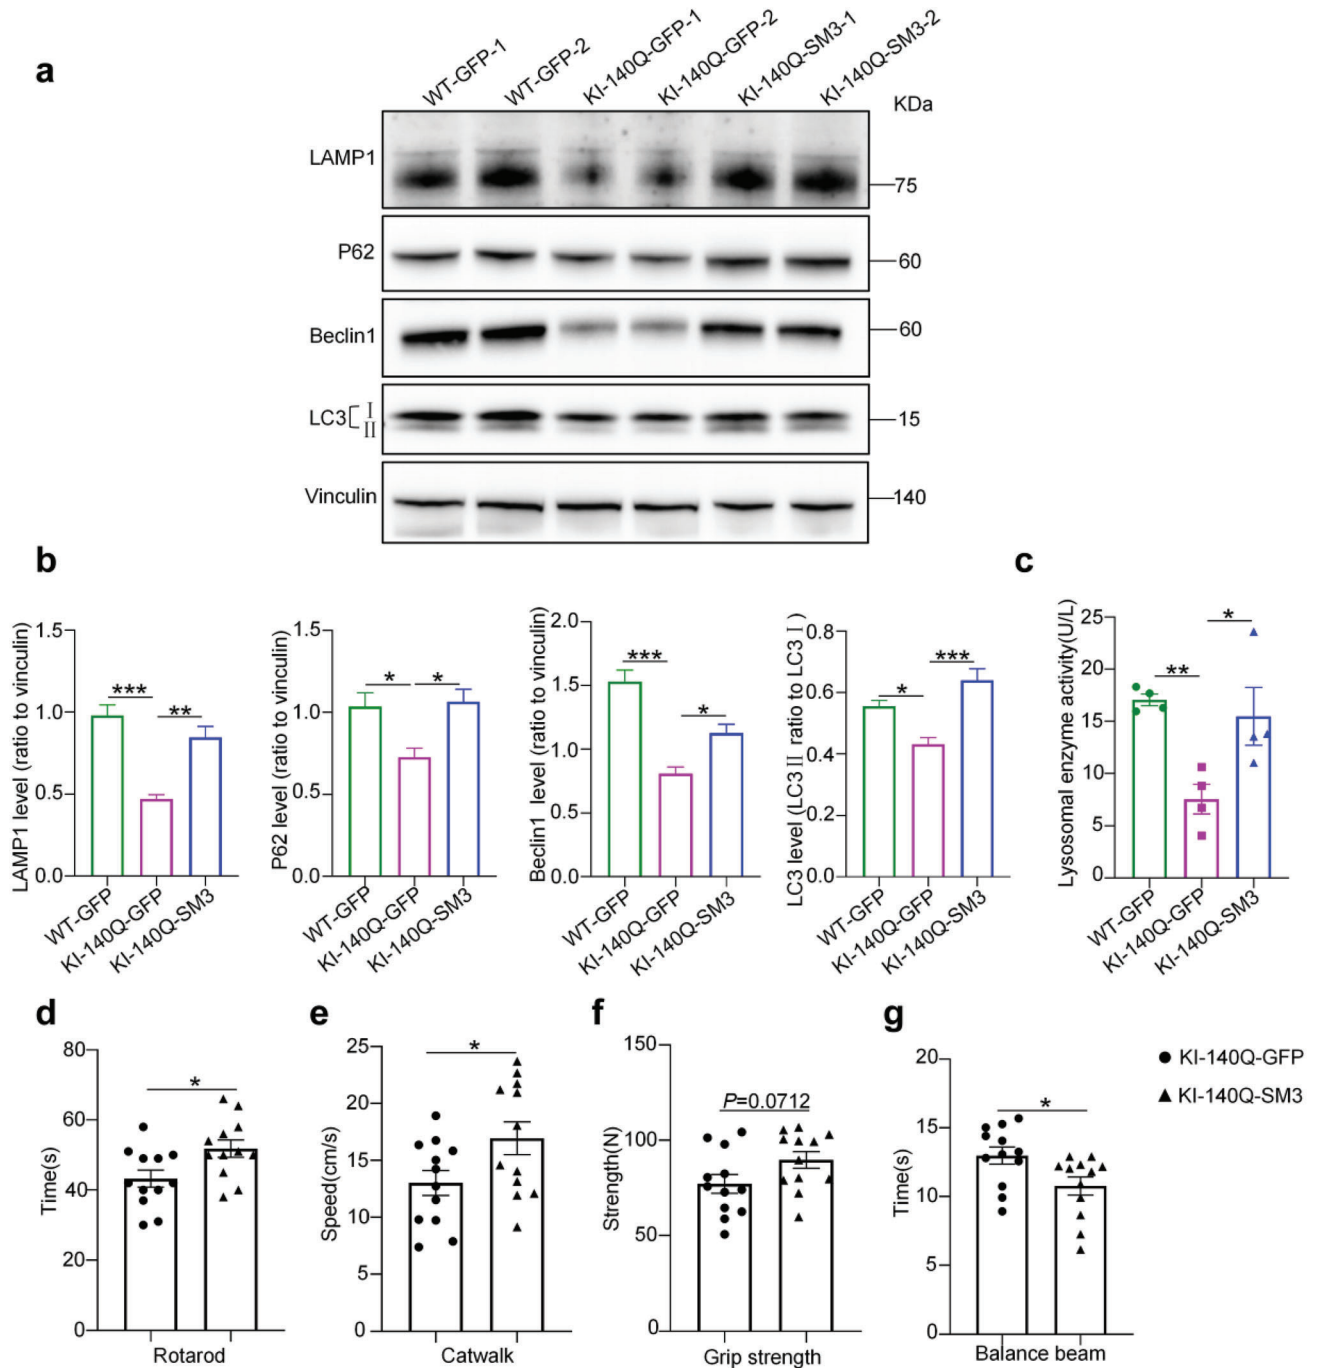 a
WT-GFP-1
WT-GFP-2
KI-140Q-GFP-1
KI-140Q-GFP-2
KI-140Q-SM3-1
KI-140Q-SM3-2
KDa
LAMP1
75
P62
60
Beclin1
60
LC3 I
II
15
Vinculin
140
b
LAMP1 level (ratio to vinculin)
1.5
1.0
0.5
0.0
***
**
WT-GFP
KI-140Q-GFP
KI-140Q-SM3
P62 level (ratio to vinculin)
1.5
1.0
0.5
0.0
*
*
WT-GFP
KI-140Q-GFP
KI-140Q-SM3
Beclin1 level (ratio to vinculin)
2.0
1.5
1.0
0.5
0.0
***
*
WT-GFP
KI-140Q-GFP
KI-140Q-SM3
LC3 level (LC3 II ratio to LC3 I)
0.8
0.6
0.4
0.2
0.0
*
***
WT-GFP
KI-140Q-GFP
KI-140Q-SM3
c
Lysosomal enzyme activity(U/L)
25
20
15
10
5
0
**
*
WT-GFP
KI-140Q-GFP
KI-140Q-SM3
d
Time(s)
80
60
40
20
0
*
Rotarod
e
Speed(cm/s)
25
20
15
10
5
0
*
Catwalk
f
Strength(N)
150
100
50
0
P=0.0712
Grip strength
g
Time(s)
20
15
10
5
0
*
Balance beam
KI-140Q-GFP
KI-140Q-SM3